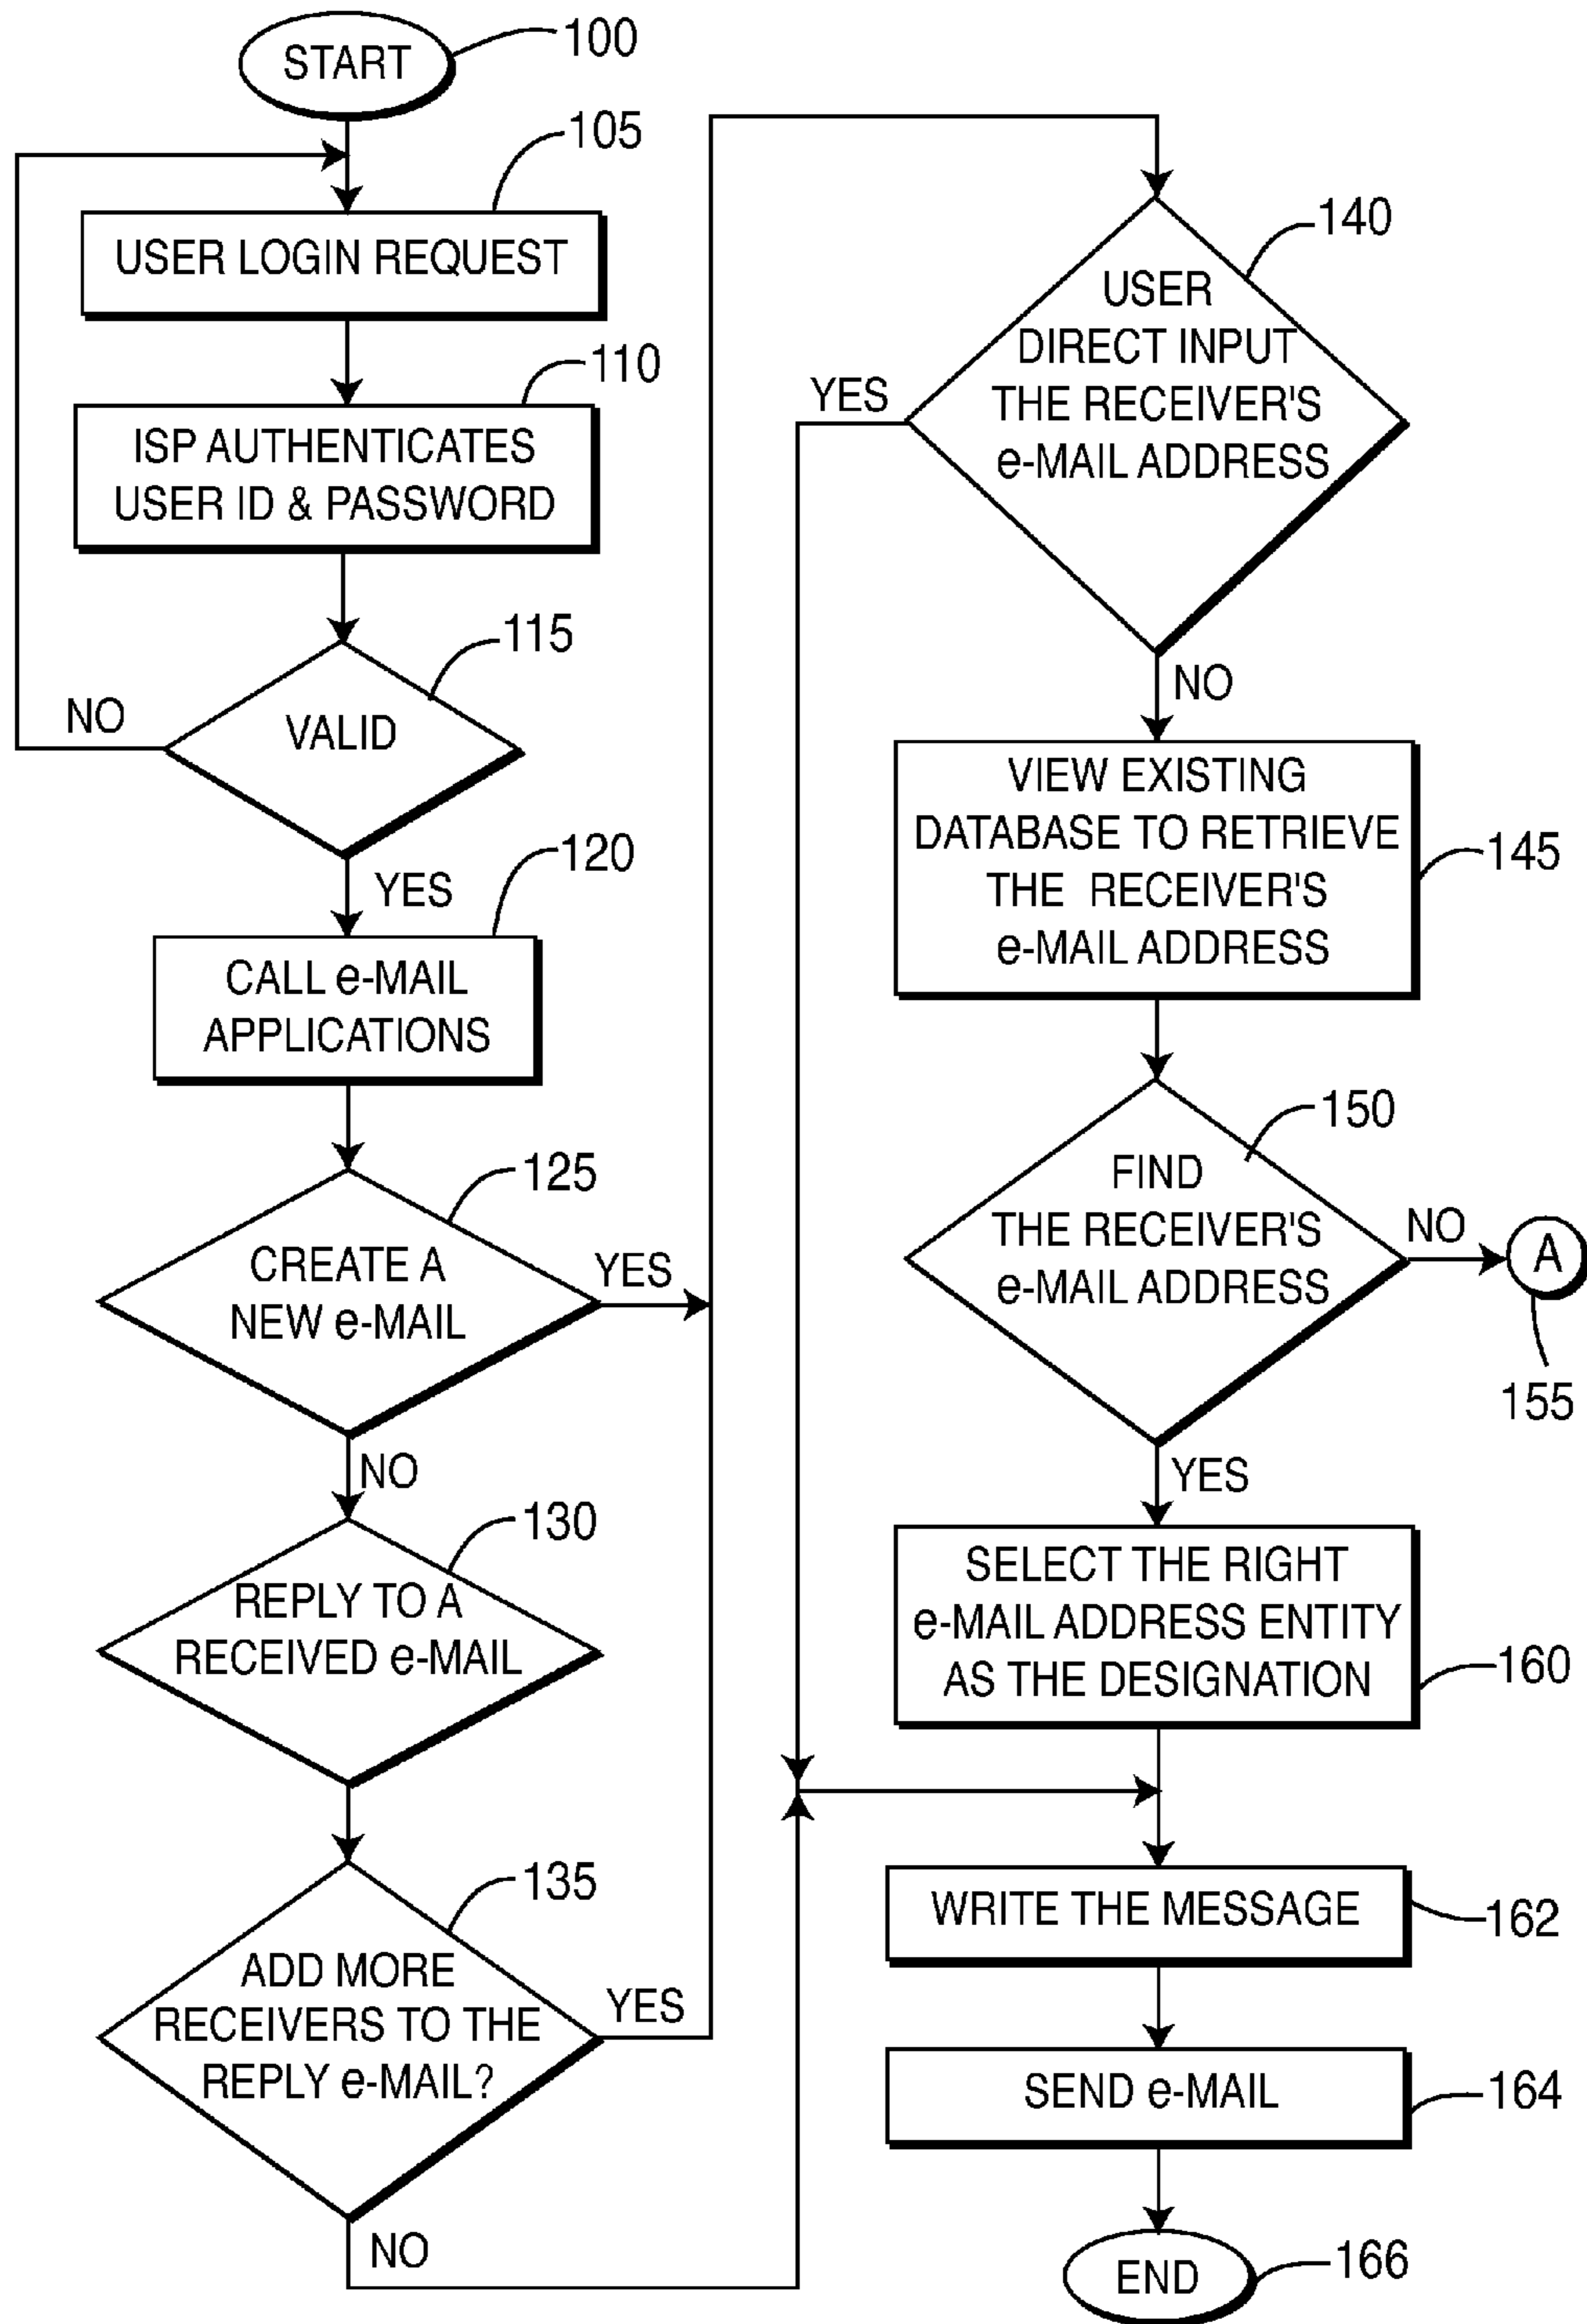 START
100
105
USER LOGIN REQUEST
110
ISP AUTHENTICATES
USER ID & PASSWORD
115
VALID
NO
YES
120
CALL e-MAIL
APPLICATIONS
125
CREATE A
NEW e-MAIL
YES
NO
130
REPLY TO A
RECEIVED e-MAIL
135
ADD MORE
RECEIVERS TO THE
REPLY e-MAIL?
YES
NO
140
USER
DIRECT INPUT
THE RECEIVER'S
e-MAIL ADDRESS
YES
NO
VIEW EXISTING
DATABASE TO RETRIEVE
THE RECEIVER'S
e-MAIL ADDRESS
145
150
FIND
THE RECEIVER'S
e-MAIL ADDRESS
NO
A
155
YES
SELECT THE RIGHT
e-MAIL ADDRESS ENTITY
AS THE DESIGNATION
160
WRITE THE MESSAGE
162
SEND e-MAIL
164
END
166